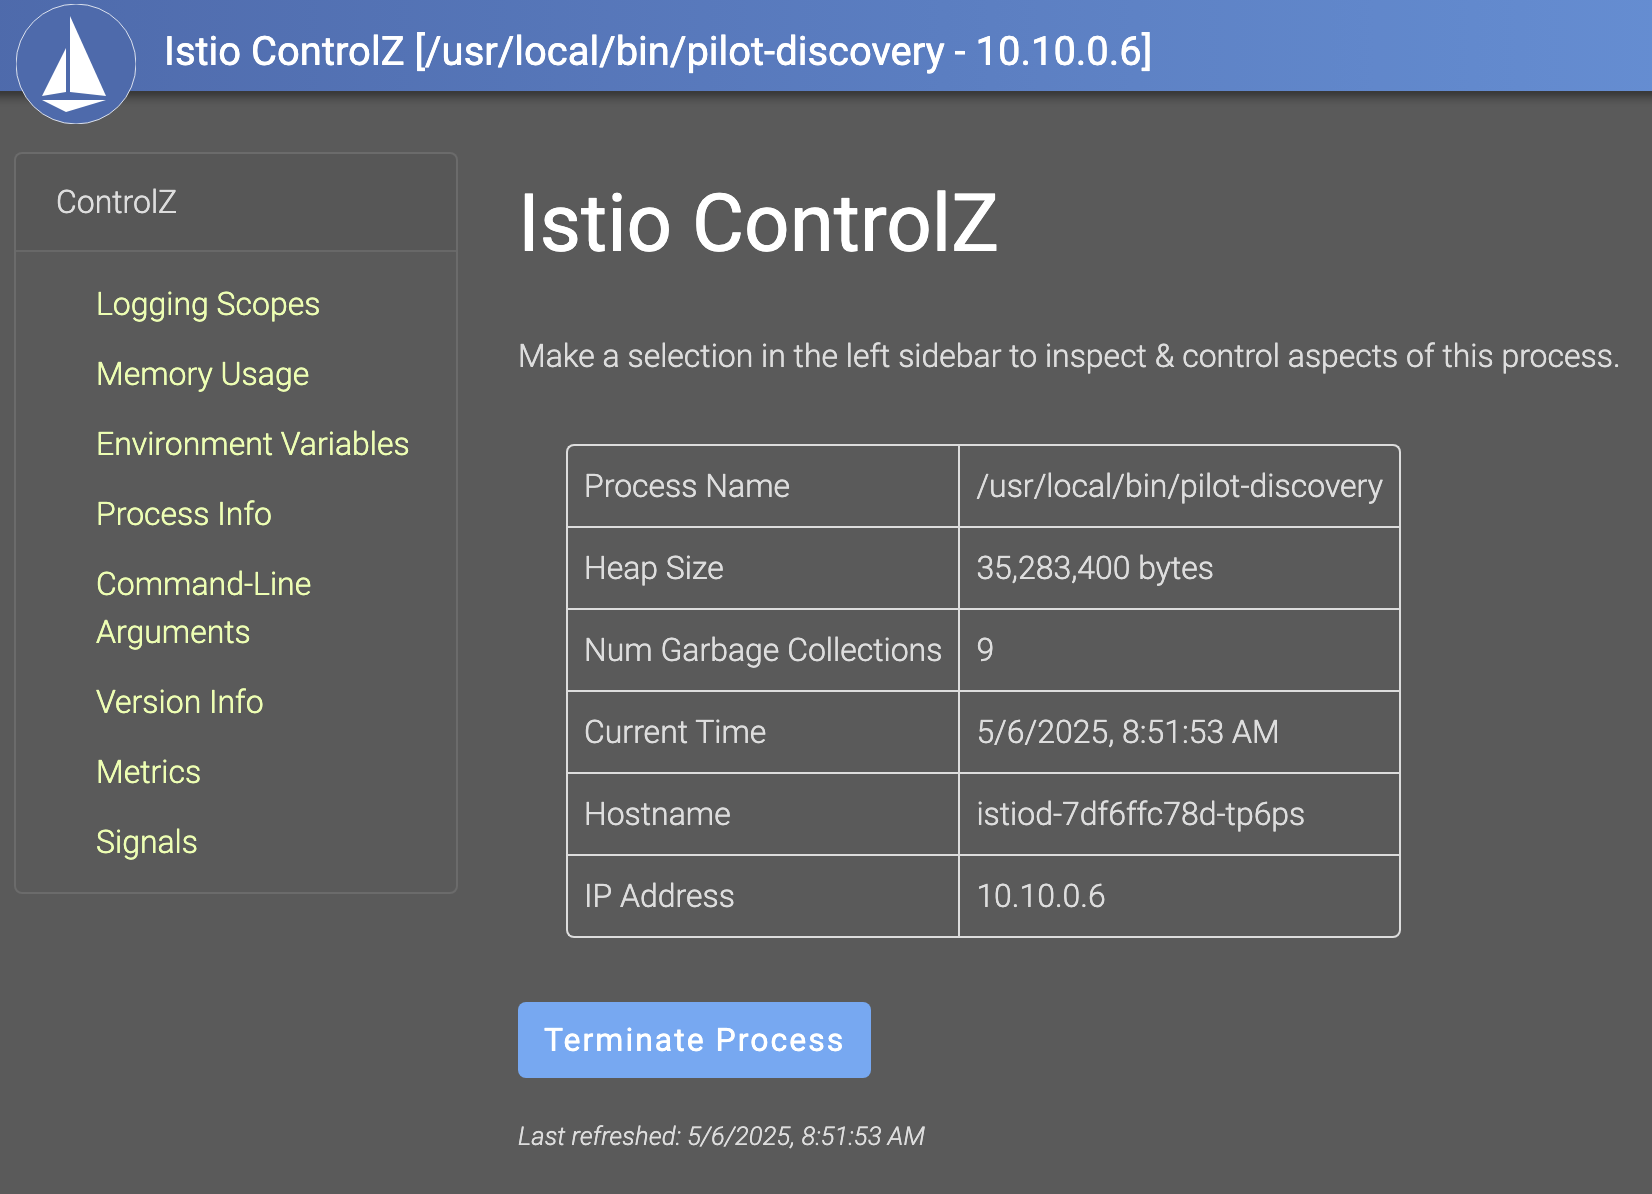 Istio ControlZ [/usr/local/bin/pilot-discovery - 10.10.0.6]
ControlZ
Logging Scopes
Memory Usage
Environment Variables
Process Info
Command-Line
Arguments
Version Info
Metrics
Signals
Istio ControlZ
Make a selection in the left sidebar to inspect & control aspects of this process.
Process Name /usr/local/bin/pilot-discovery
Heap Size 35,283,400 bytes
Num Garbage Collections 9
Current Time 5/6/2025, 8:51:53 AM
Hostname istiod-7df6ffc78d-tp6ps
IP Address 10.10.0.6
Terminate Process
Last refreshed: 5/6/2025, 8:51:53 AM